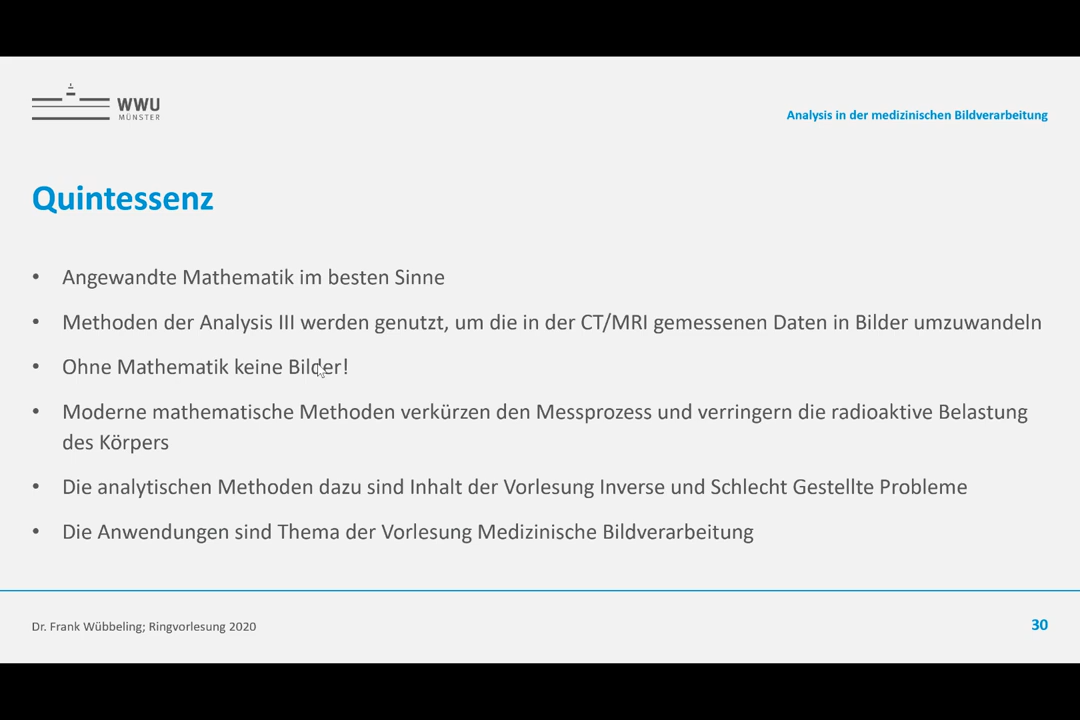 WWU
MÜNSTER
Analysis in der medizinischen Bildverarbeitung
Quintessenz
• Angewandte Mathematik im besten Sinne
• Methoden der Analysis III werden genutzt, um die in der CT/MRI gemessenen Daten in Bilder umzuwandeln
• Ohne Mathematik keine Bilder!
• Moderne mathematische Methoden verkürzen den Messprozess und verringern die radioaktive Belastung
des Körpers
• Die analytischen Methoden dazu sind Inhalt der Vorlesung Inverse und Schlecht Gestellte Probleme
• Die Anwendungen sind Thema der Vorlesung Medizinische Bildverarbeitung
Dr. Frank Wübbeling; Ringvorlesung 2020
30